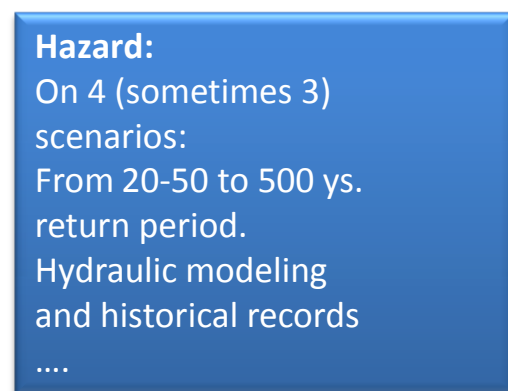 Hazard:
On 4 (sometimes 3)
scenarios:
From 20-50 to 500 ys.
return period.
Hydraulic modeling
and historical records
....